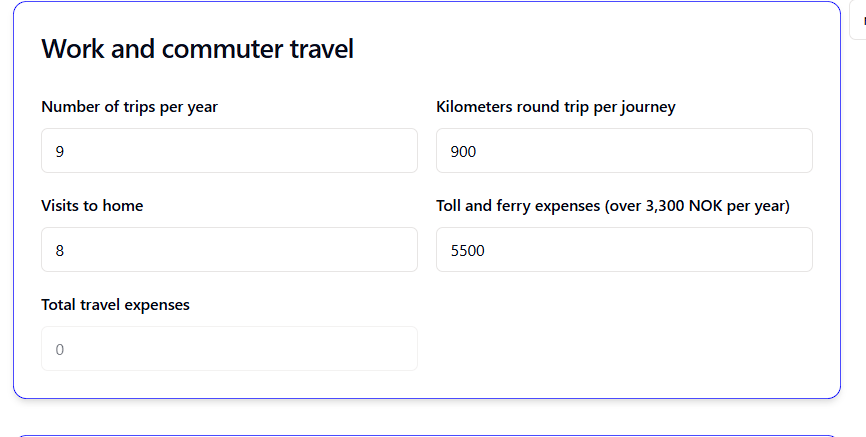 Work and commuter travel
Number of trips per year
Kilometers round trip per journey
9
900
Visits to home
Toll and ferry expenses (over 3,300 NOK per year)
8
5500
Total travel expenses
0